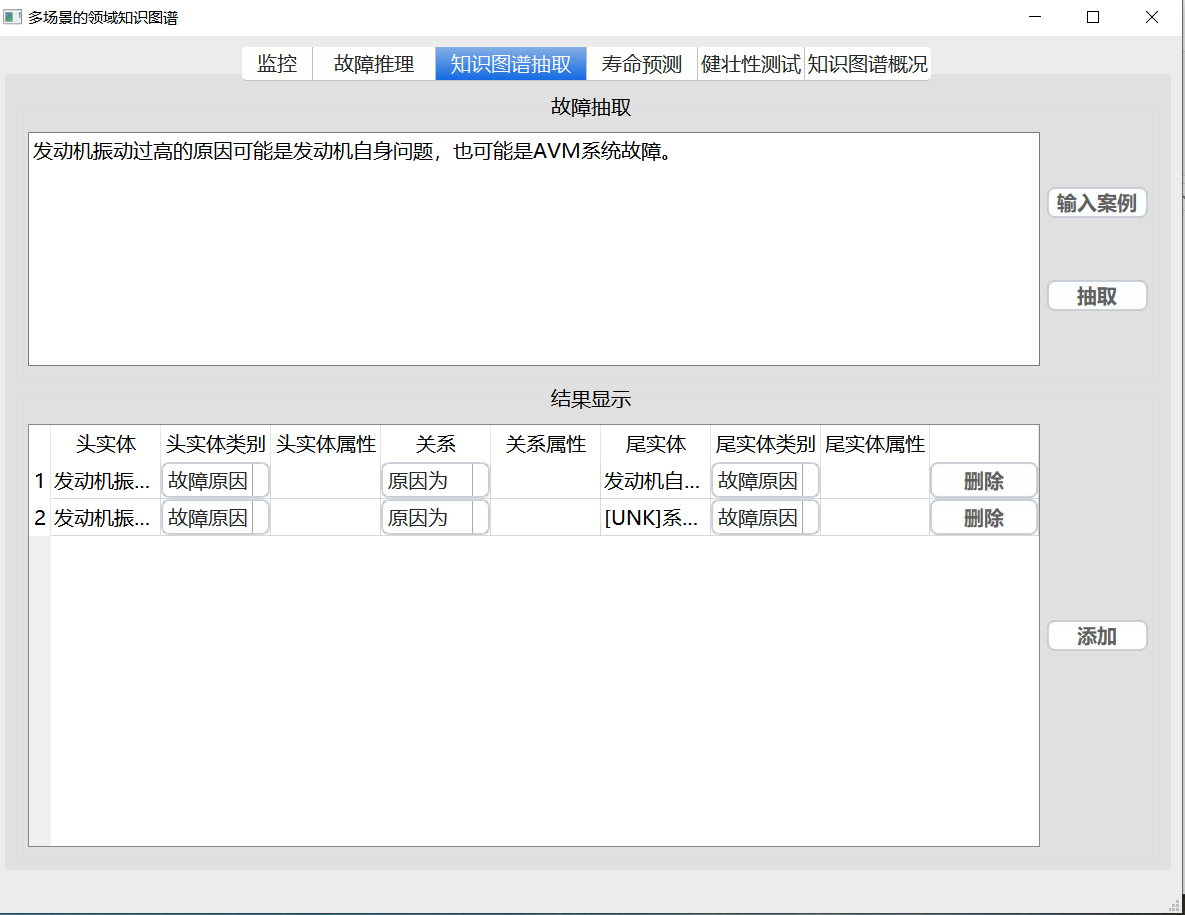 多场景的领域知识图谱
监控 故障推理 知识图谱抽取 寿命预测 健壮性测试 知识图谱概况
故障抽取
发动机振动过高的原因可能是发动机自身问题，也可能是AVM系统故障。
输入案例
抽取
结果显示
头实体 头实体类别 头实体属性 关系 关系属性 尾实体 尾实体类别 尾实体属性
1 发动机振... 故障原因 原因为 发动机自... 故障原因 删除
2 发动机振... 故障原因 原因为 [UNK]系... 故障原因 删除
添加